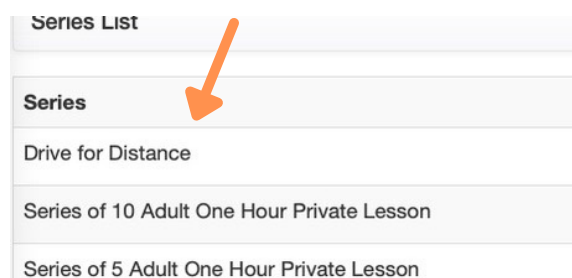 Series List
Series
Drive for Distance
Series of 10 Adult One Hour Private Lesson
Series of 5 Adult One Hour Private Lesson